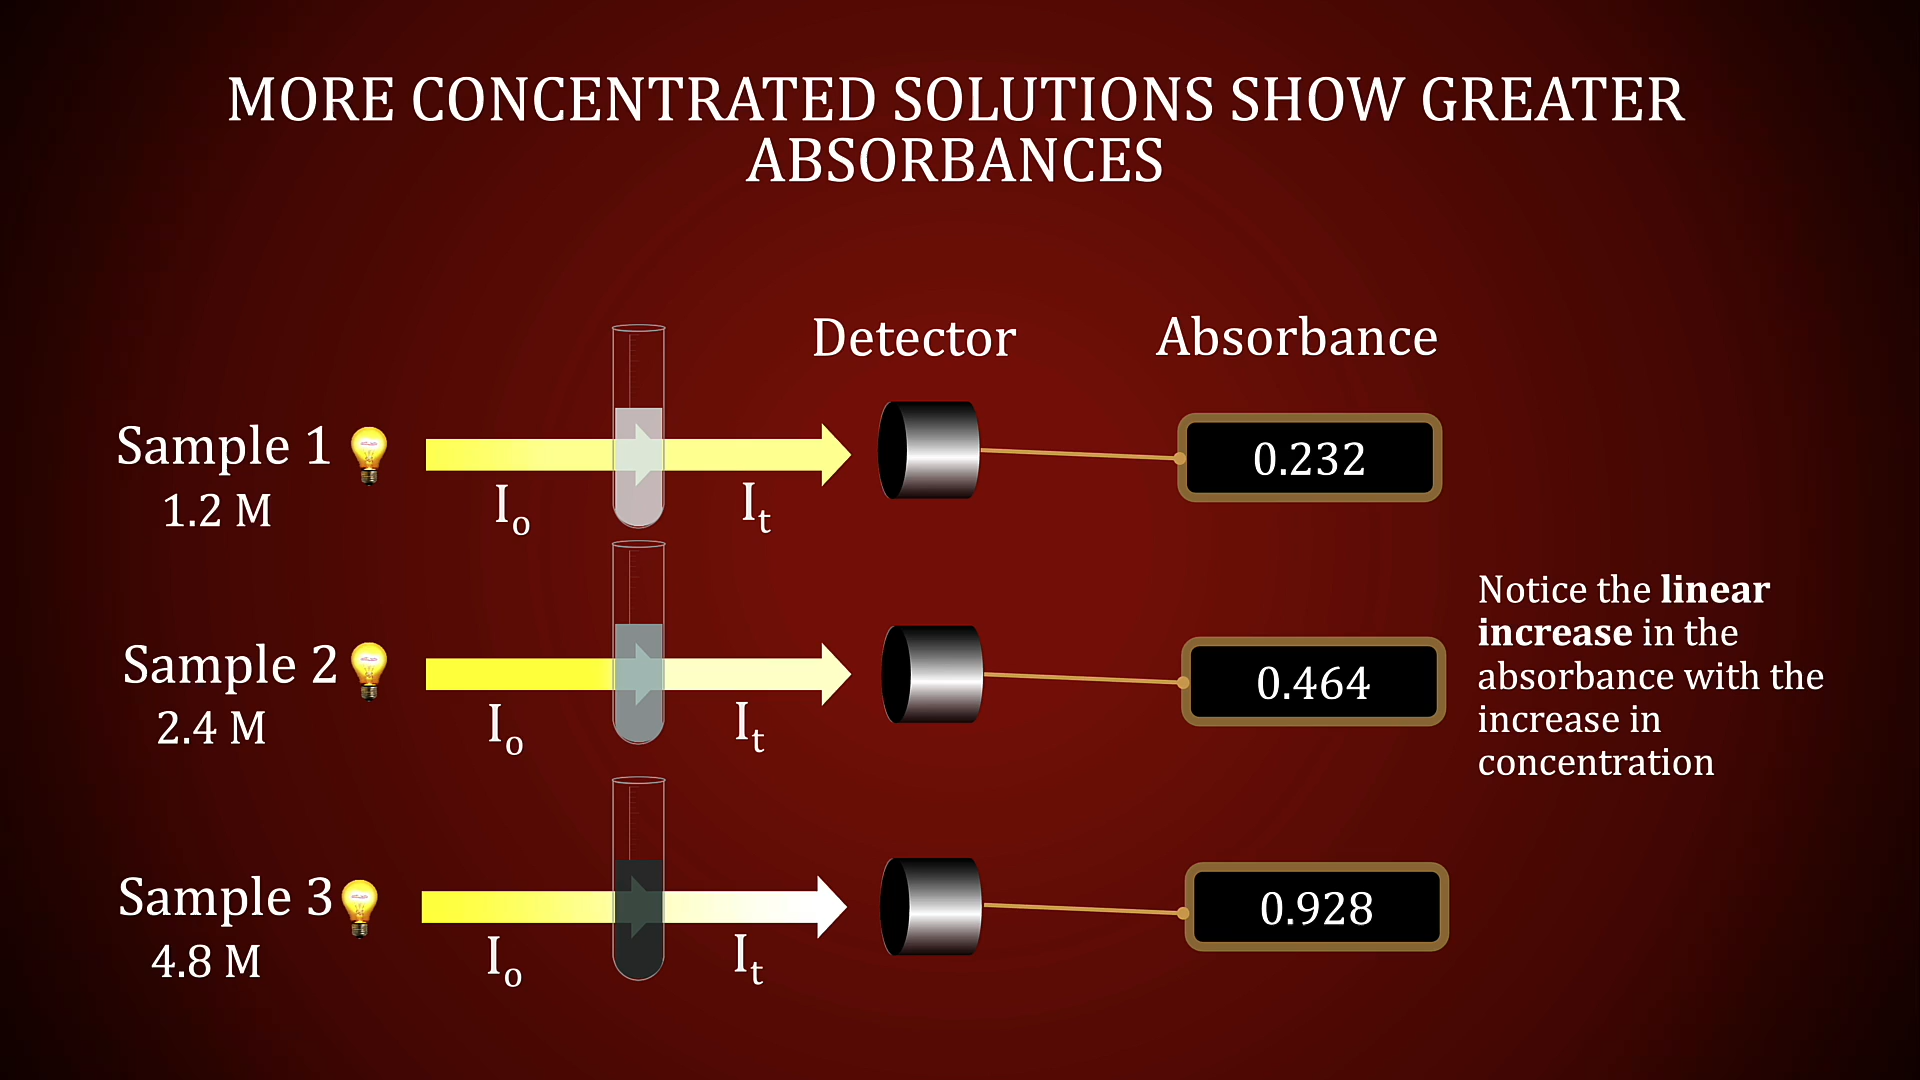 MORE CONCENTRATED SOLUTIONS SHOW GREATER
ABSORBANCES
Detector
Absorbance
Sample 1
1.2 M
Io
It
0.232
Sample 2
2.4 M
Io
It
0.464
Notice the linear
increase in the
absorbance with the
increase in
concentration
Sample 3
4.8 M
Io
It
0.928